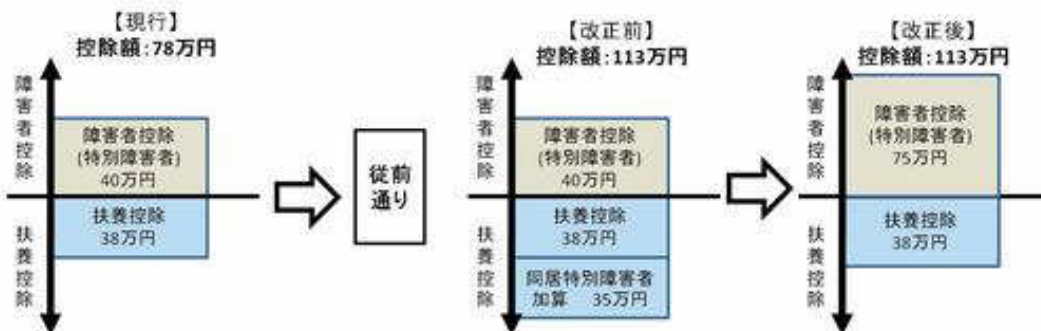 【現行】
控除額:78万円
障害者控除
障害者控除
(特別障害者)
40万円
扶養控除
38万円
扶養控除
従前
通り
【改正前】
控除額:113万円
障害者控除
障害者控除
(特別障害者)
40万円
扶養控除
38万円
同居特別障害者
加算 35万円
扶養控除
【改正後】
控除額:113万円
障害者控除
障害者控除
(特別障害者)
75万円
扶養控除
38万円
扶養控除